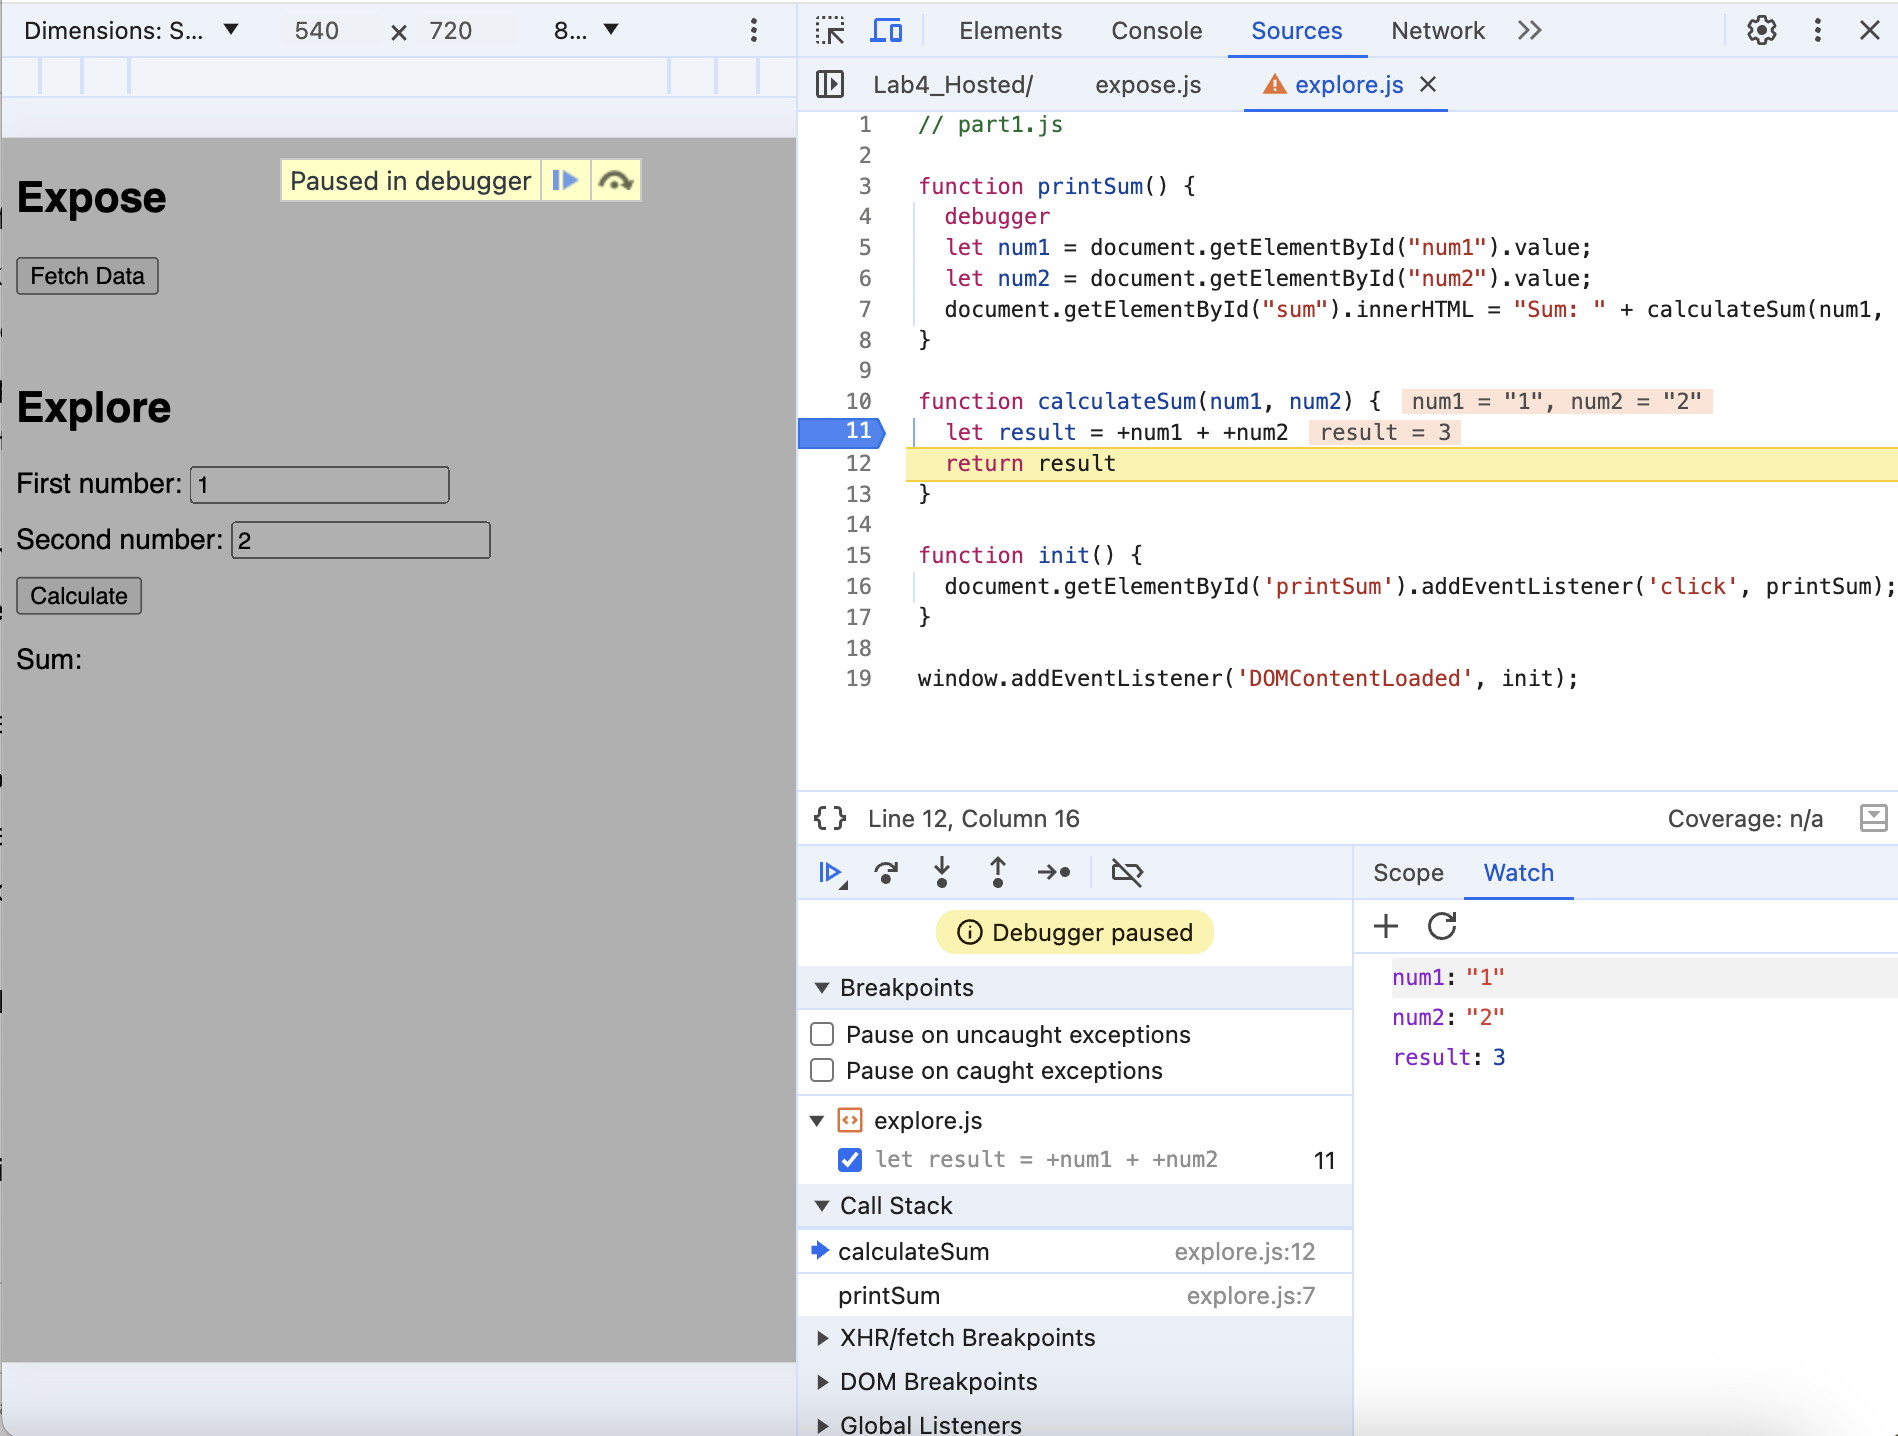 Dimensions: S... 540 × 720 8...
Paused in debugger
Expose
Fetch Data
Explore
First number: 1
Second number: 2
Calculate
Sum:
Elements Console Sources Network
Lab4_Hosted/ expose.js explore.js
1 // part1.js
2
3 function printSum() {
4 debugger
5 let num1 = document.getElementById("num1").value;
6 let num2 = document.getElementById("num2").value;
7 document.getElementById("sum").innerHTML = "Sum: " + calculateSum(num1,
8 }
9
10 function calculateSum(num1, num2) { num1 = "1", num2 = "2"
11 let result = +num1 + +num2 result = 3
12 return result
13 }
14
15 function init() {
16 document.getElementById('printSum').addEventListener('click', printSum);
17 }
18
19 window.addEventListener('DOMContentLoaded', init);
{} Line 12, Column 16 Coverage: n/a
Debugger paused
Breakpoints
Pause on uncaught exceptions
Pause on caught exceptions
explore.js
let result = +num1 + +num2 11
Call Stack
calculateSum explore.js:12
printSum explore.js:7
XHR/fetch Breakpoints
DOM Breakpoints
Global Listeners
Scope Watch
num1: "1"
num2: "2"
result: 3